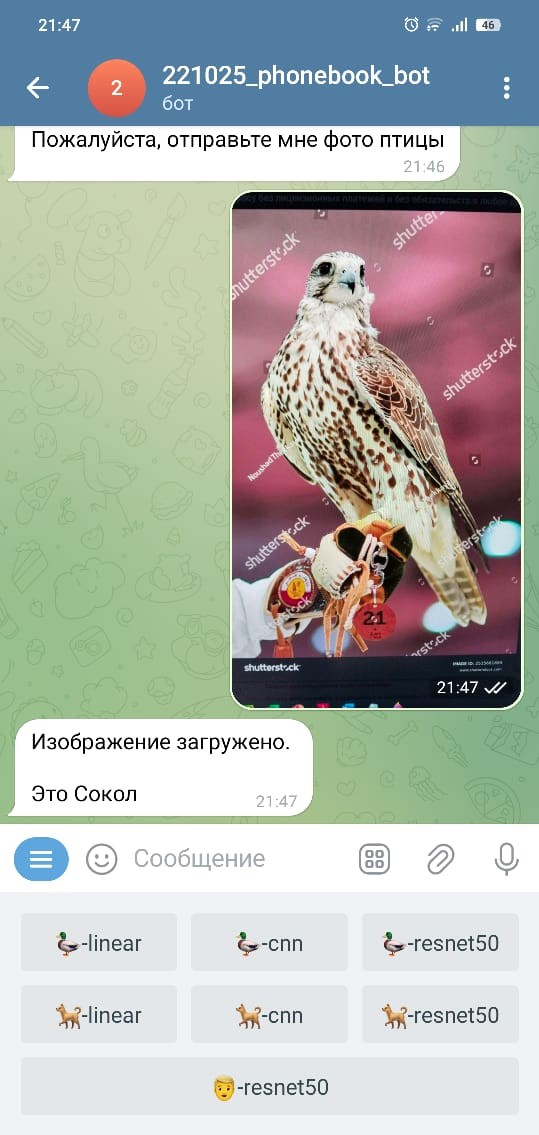 21:47
46
2
221025_phonebook_bot
бот
Пожалуйста, отправьте мне фото птицы
21:46
shutterstock
shutterstock
shutterstock
shutterstock
shutterstock
21
shutterstock
21:47
Изображение загружено.
Это Сокол
21:47
Сообщение
🦆-linear
🦆-cnn
🦆-resnet50
🐕-linear
🐕-cnn
🐕-resnet50
👨-resnet50